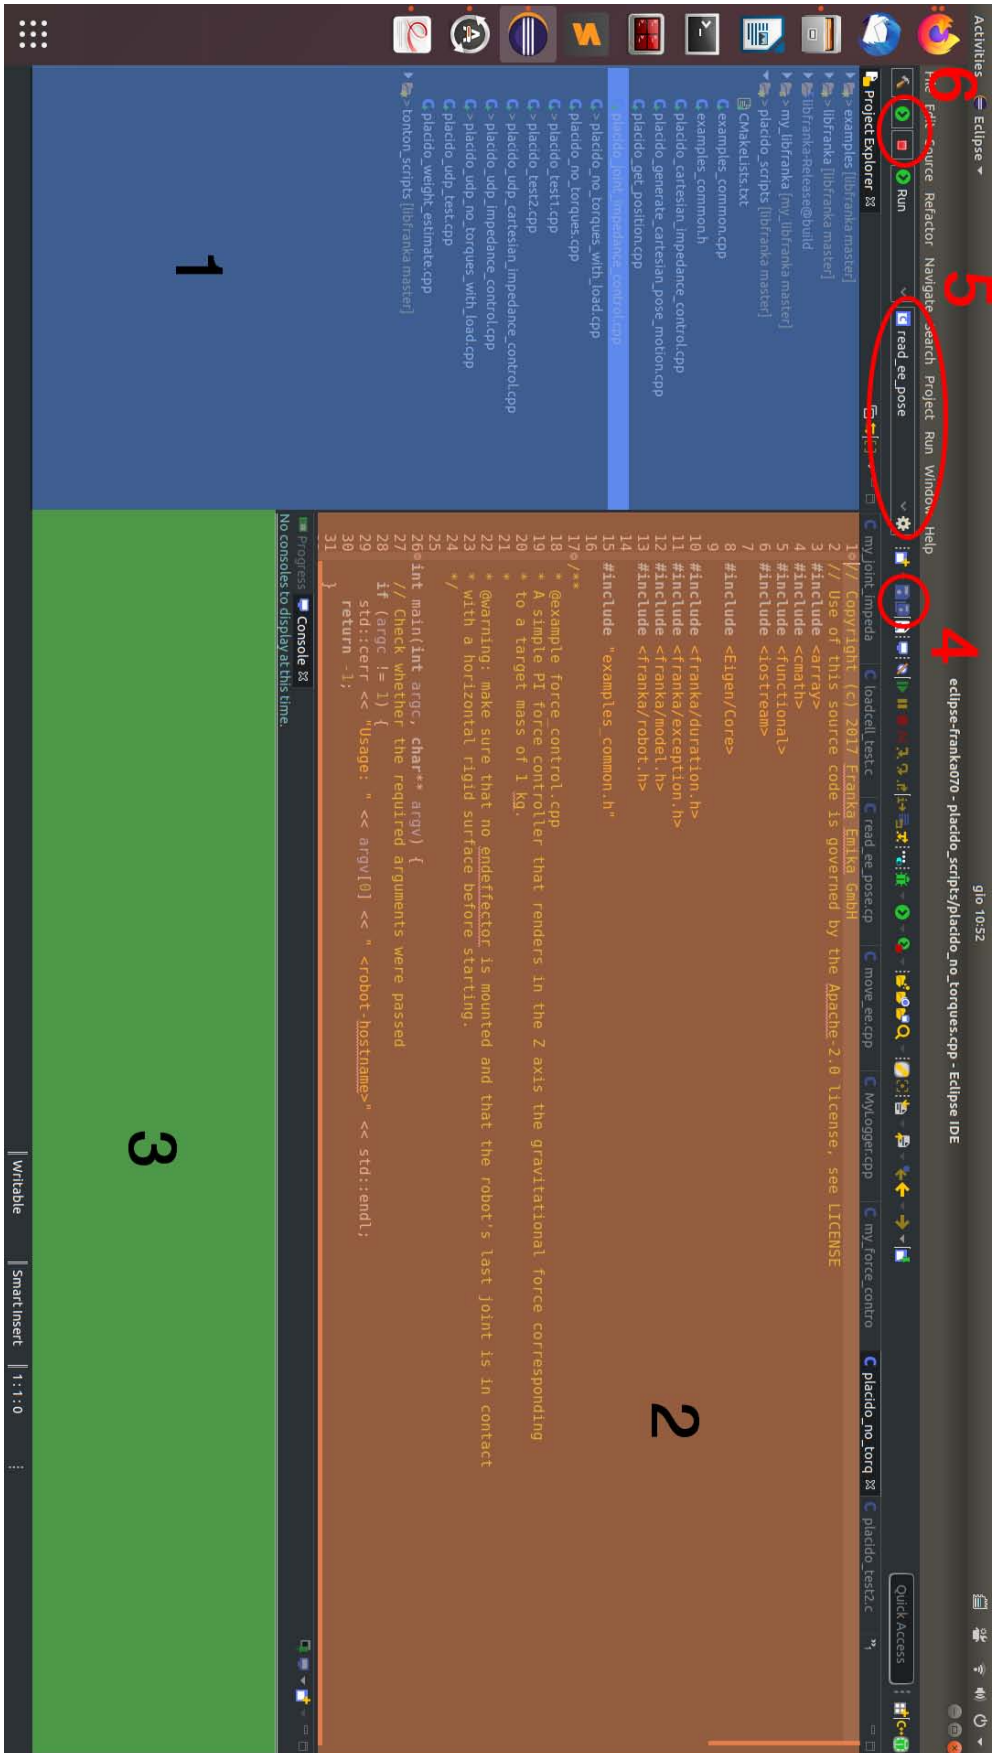 Activities Eclipse
gio 10:52
eclipse-franka070 - placido_scripts/placido_no_torques.cpp - Eclipse IDE
File Edit Source Refactor Navigate Search Project Run Window Help
6
5
4
Run
read_ee_pose
Quick Access
Project Explorer
> examples [libfranka master]
> libfranka [libfranka master]
libfranka-Release@build
> my_libfranka [my_libfranka master]
> placido_scripts [libfranka master]
CMakeLists.txt
examples_common.cpp
examples_common.h
placido_cartesian_impedance_control.cpp
placido_generate_cartesian_pose_motion.cpp
placido_get_position.cpp
placido_joint_impedance_control.cpp
> placido_no_torques_with_load.cpp
placido_no_torques.cpp
> placido_test1.cpp
> placido_test2.cpp
> placido_udp_cartesian_impedance_control.cpp
> placido_udp_impedance_control.cpp
> placido_udp_no_torques_with_load.cpp
placido_udp_test.cpp
placido_weight_estimate.cpp
> tonton_scripts [libfranka master]
1
my_joint_impeda
loadcell_test.c
read_ee_pose.cp
move_ee.cpp
MyLogger.cpp
my_force_contro
placido_no_torq
placido_test2.c
»1
1 // Copyright (c) 2017 Franka Emika GmbH
2 // Use of this source code is governed by the Apache-2.0 license, see LICENSE
3 #include <array>
4 #include <cmath>
5 #include <functional>
6 #include <iostream>
7
8 #include <Eigen/Core>
9
10 #include <franka/duration.h>
11 #include <franka/exception.h>
12 #include <franka/model.h>
13 #include <franka/robot.h>
14
15 #include "examples_common.h"
16
17 /**
18 * @example force_control.cpp
19 * A simple PI force controller that renders in the Z axis the gravitational force corresponding
20 * to a target mass of 1 kg.
21 *
22 * @warning: make sure that no endeffector is mounted and that the robot's last joint is in contact
23 * with a horizontal rigid surface before starting.
24 */
25
26 int main(int argc, char** argv) {
27 // Check whether the required arguments were passed
28 if (argc != 1) {
29 std::cerr << "Usage: " << argv[0] << " <robot-hostname>" << std::endl;
30 return -1;
31 }
2
Progress Console
No consoles to display at this time.
3
Writable
Smart Insert
1:1:0